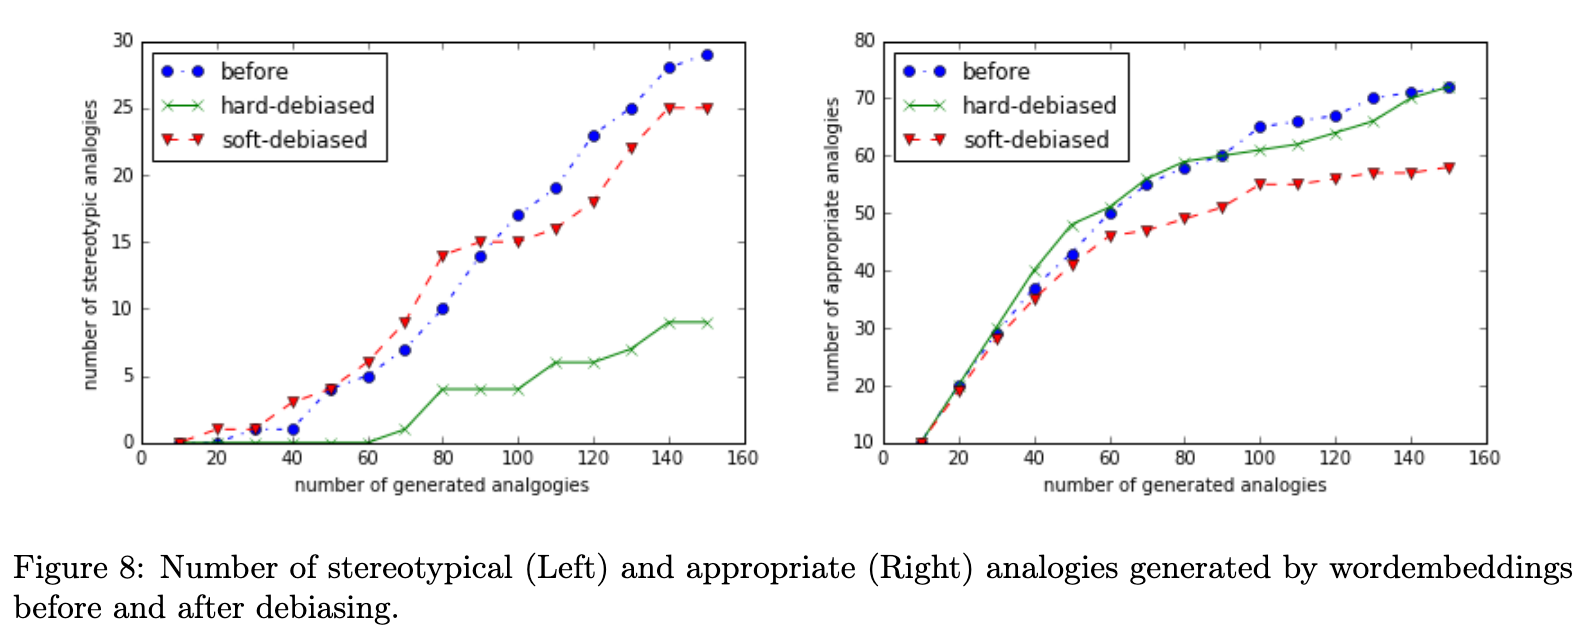 30
25
20
15
10
5
0
0 20 40 60 80 100 120 140 160
number of stereotypic analogies
number of generated analgogies
before
hard-debiased
soft-debiased
80
70
60
50
40
30
20
10
0 20 40 60 80 100 120 140 160
number of appropriate analogies
number of generated analogies
before
hard-debiased
soft-debiased
Figure 8: Number of stereotypical (Left) and appropriate (Right) analogies generated by wordembeddings
before and after debiasing.